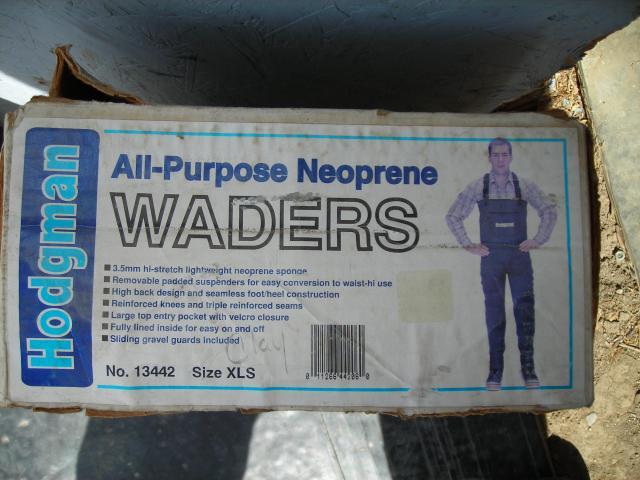 Hodgman
All-Purpose Neoprene
WADERS
3.5mm hi-stretch lightweight neoprene sponge
Removable padded suspenders for easy conversion to waist-hi use
High back design and seamless foot/heel construction
Reinforced knees and triple reinforced seams
Large top entry pocket with velcro closure
Fully lined inside for easy on and off
Sliding gravel guards included
Clay
No. 13442 Size XLS